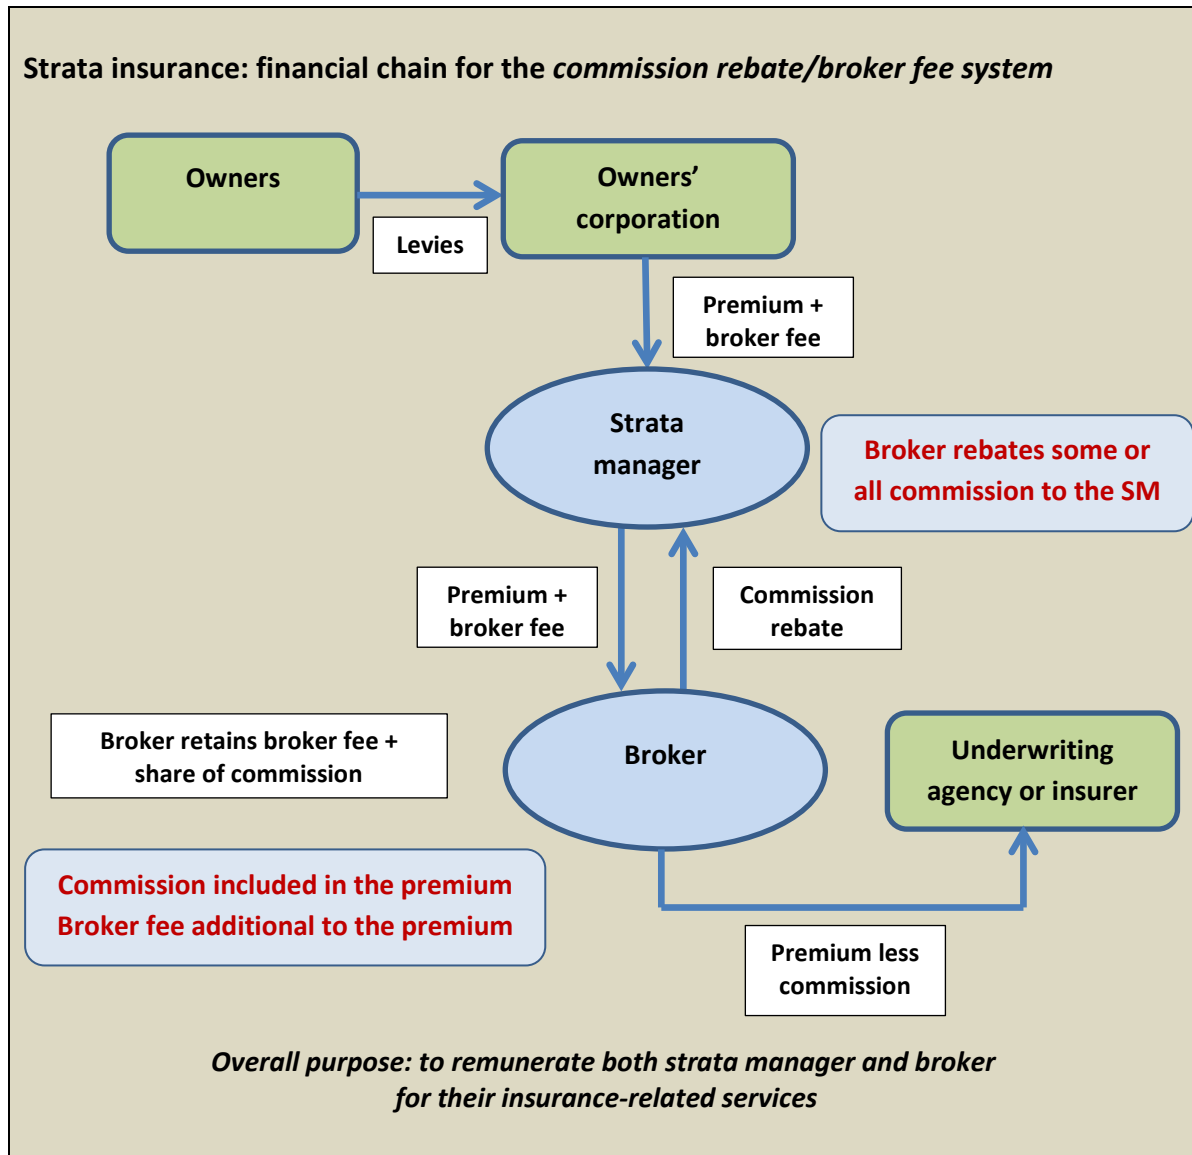 Strata insurance: financial chain for the commission rebate/broker fee system
Owners
Owners’
corporation
Levies
Premium +
broker fee
Strata
manager
Broker rebates some or
all commission to the SM
Premium +
broker fee
Commission
rebate
Broker retains broker fee +
share of commission
Broker
Underwriting
agency or insurer
Commission included in the premium
Broker fee additional to the premium
Premium less
commission
Overall purpose: to remunerate both strata manager and broker
for their insurance-related services